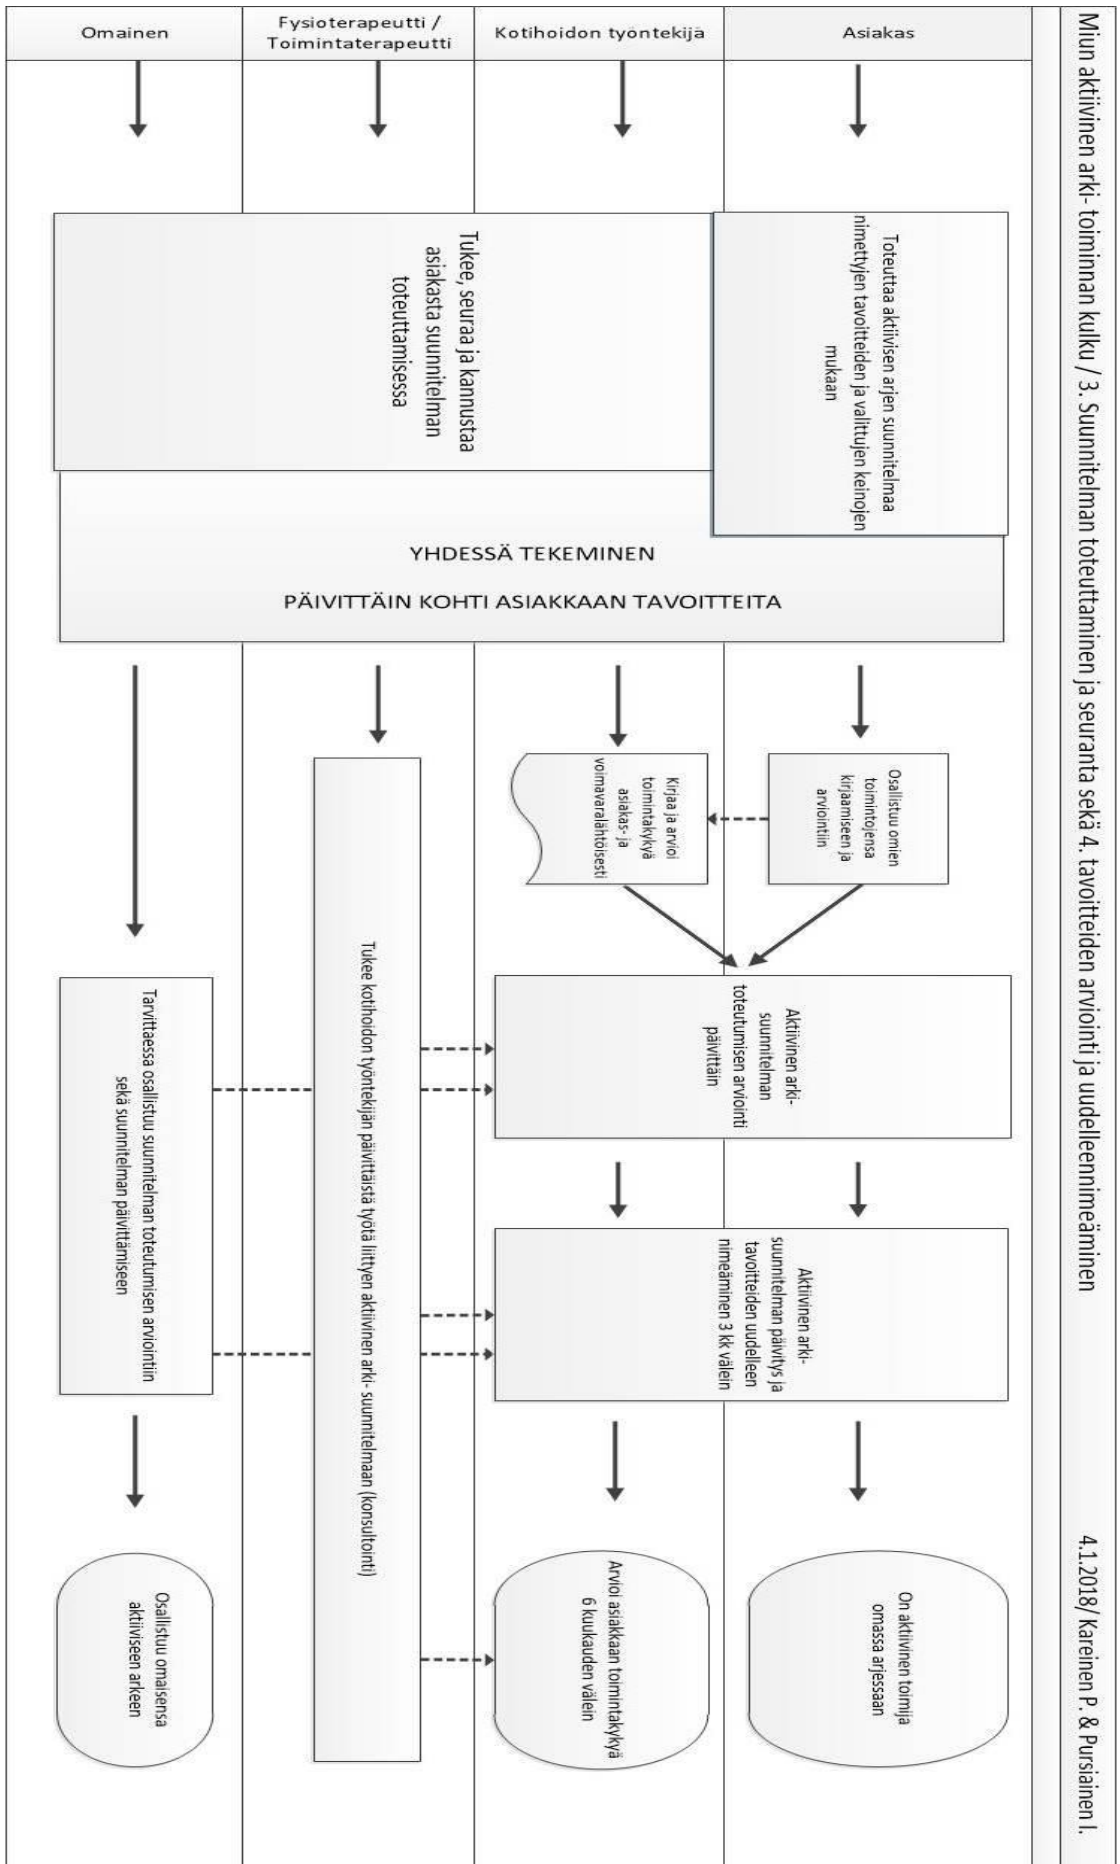 Miun aktiivinen arki- toiminnan kulku / 3. Suunnitelman toteuttaminen ja seuranta sekä 4. tavoitteiden arviointi ja uudelleennimeäminen
4.1.2018/ Kareinen P. & Pursiainen I.
Asiakas
Toteuttaa aktiivisen arjen suunnitelmaa
nimettyjen tavoitteiden ja valittujen keinojen
mukaan
Osallistuu omien
toimintojensa
kirjaamiseen ja
arviointiin
Aktiivinen arki-
suunnitelman
toteutumisen arviointi
päivittäin
Aktiivinen arki-
suunnitelman päivitys ja
tavoitteiden uudelleen
nimeäminen 3 kk välein
On aktiivinen toimija
omassa arjessaan
Kotihoidon työntekijä
Kirjaa ja arvioi
toimintakykyä
asiakas- ja
voimavaralähtöisesti
Arvioi asiakkaan toimintakykyä
6 kuukauden välein
Fysioterapeutti /
Toimintaterapeutti
Tukee, seuraa ja kannustaa
asiakasta suunnitelman
toteuttamisessa
YHDESSÄ TEKEMINEN
PÄIVITTÄIN KOHTI ASIAKKAAN TAVOITTEITA
Tukee kotihoidon työntekijän päivittäistä työtä liittyen aktiivinen arki- suunnitelmaan (konsultointi)
Omainen
Tarvittaessa osallistuu suunnitelman toteutumisen arviointiin
sekä suunnitelman päivittämiseen
Osallistuu omaisensa
aktiiviseen arkeen